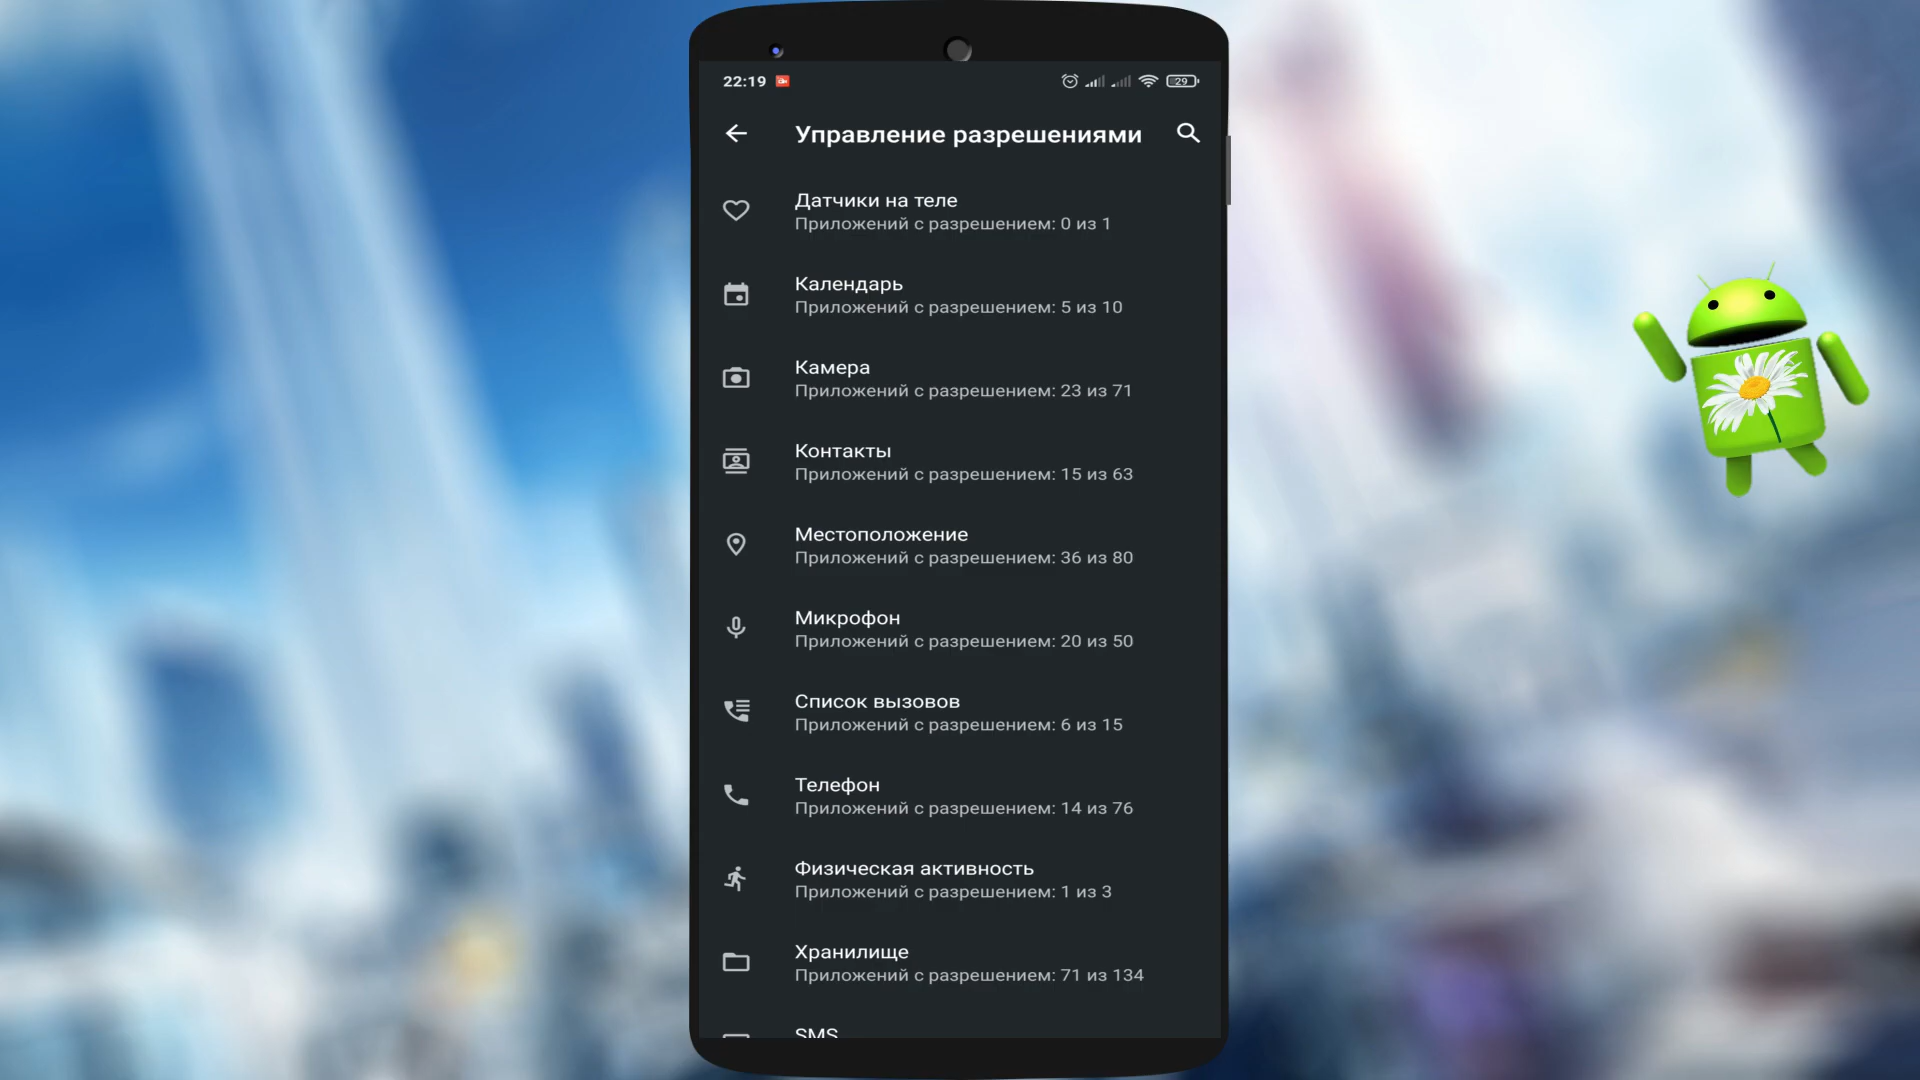 22:19
29
Управление разрешениями
Датчики на теле
Приложений с разрешением: 0 из 1
Календарь
Приложений с разрешением: 5 из 10
Камера
Приложений с разрешением: 23 из 71
Контакты
Приложений с разрешением: 15 из 63
Местоположение
Приложений с разрешением: 36 из 80
Микрофон
Приложений с разрешением: 20 из 50
Список вызовов
Приложений с разрешением: 6 из 15
Телефон
Приложений с разрешением: 14 из 76
Физическая активность
Приложений с разрешением: 1 из 3
Хранилище
Приложений с разрешением: 71 из 134
SMS